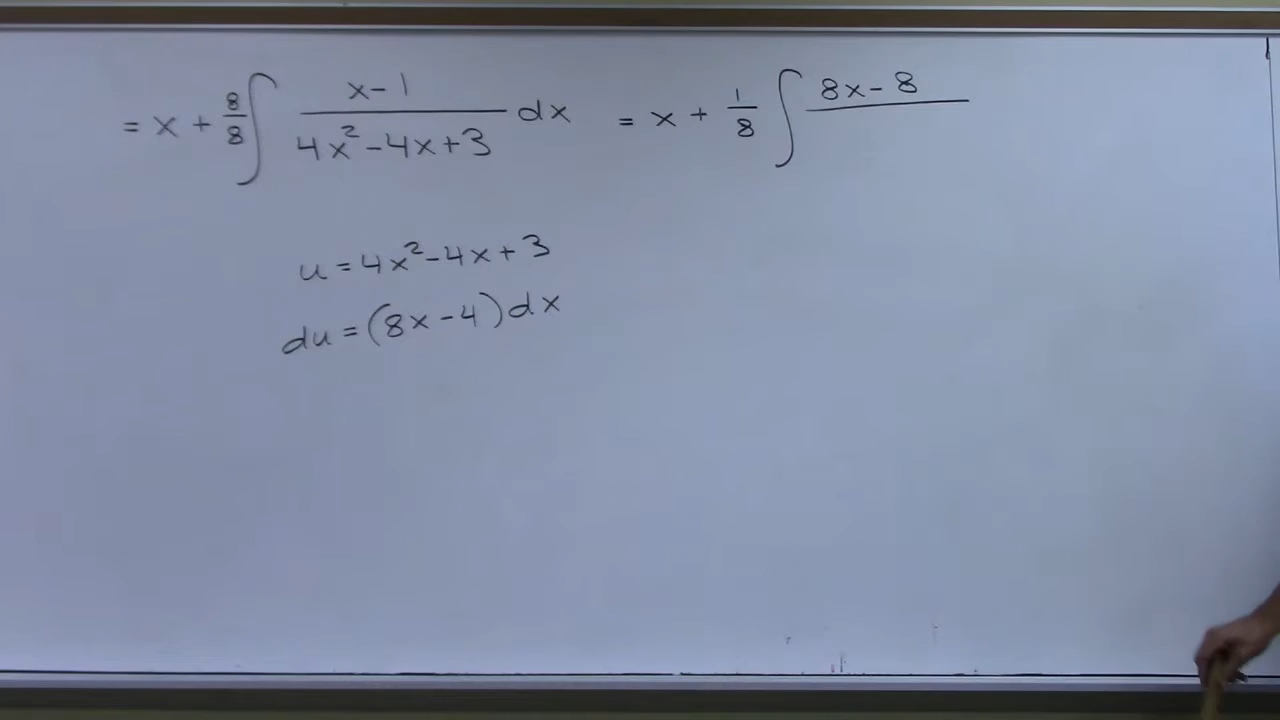 = x + 8/8 ∫ (x-1)/(4x²-4x+3) dx = x + 1/8 ∫ 8x-8
u = 4x²-4x+3
du = (8x-4)dx